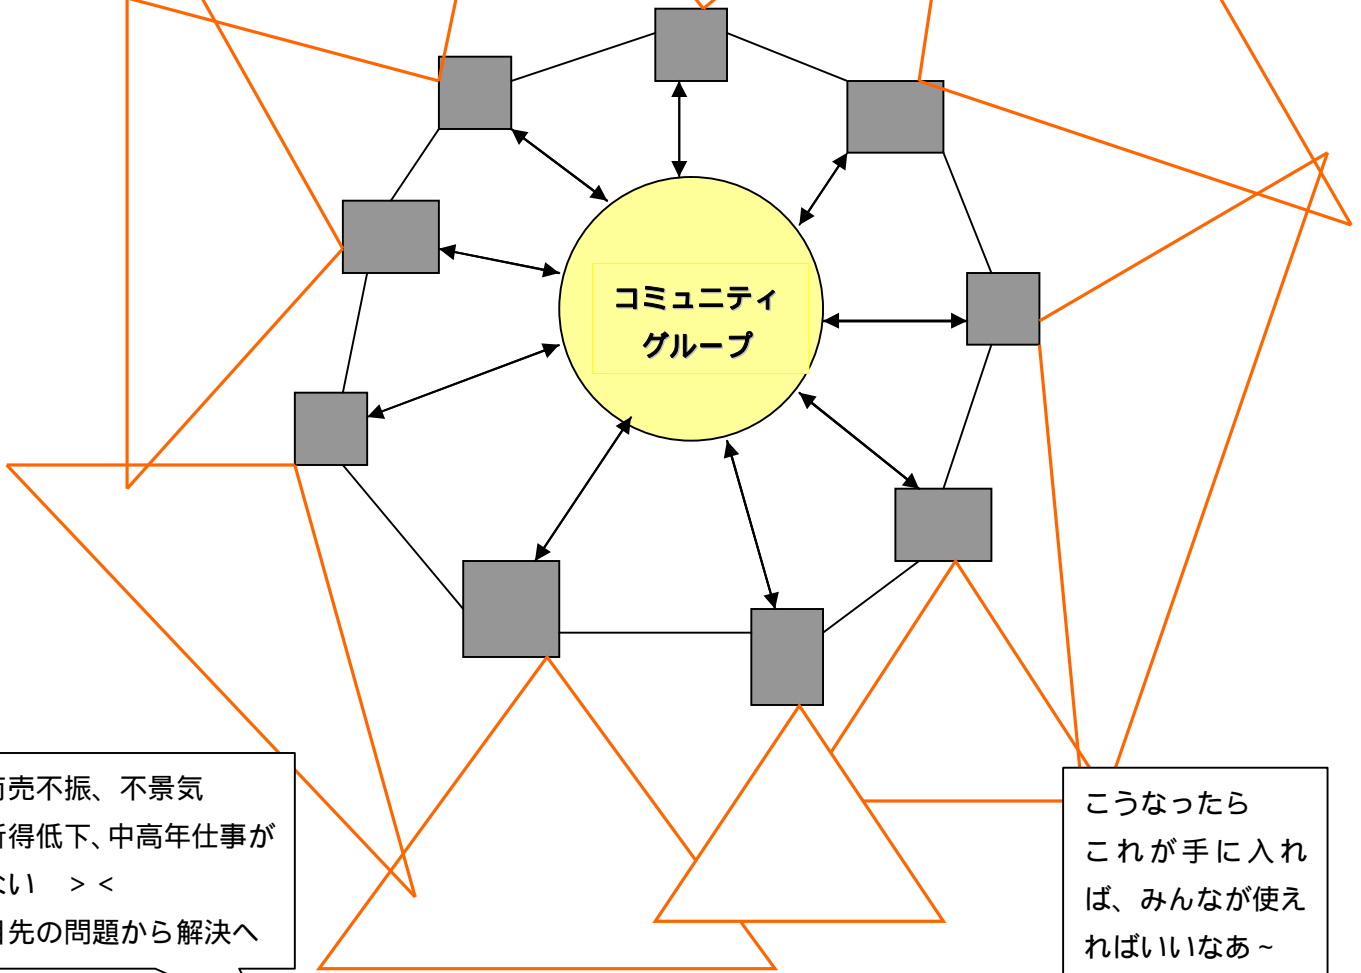 コミュニティ
グループ
売不振、不景気
得低下、中高年仕事が
い　＞＜
先の問題から解決へ
こうなったら
これが手に入れ
ば、みんなが使え
ればいいなあ～